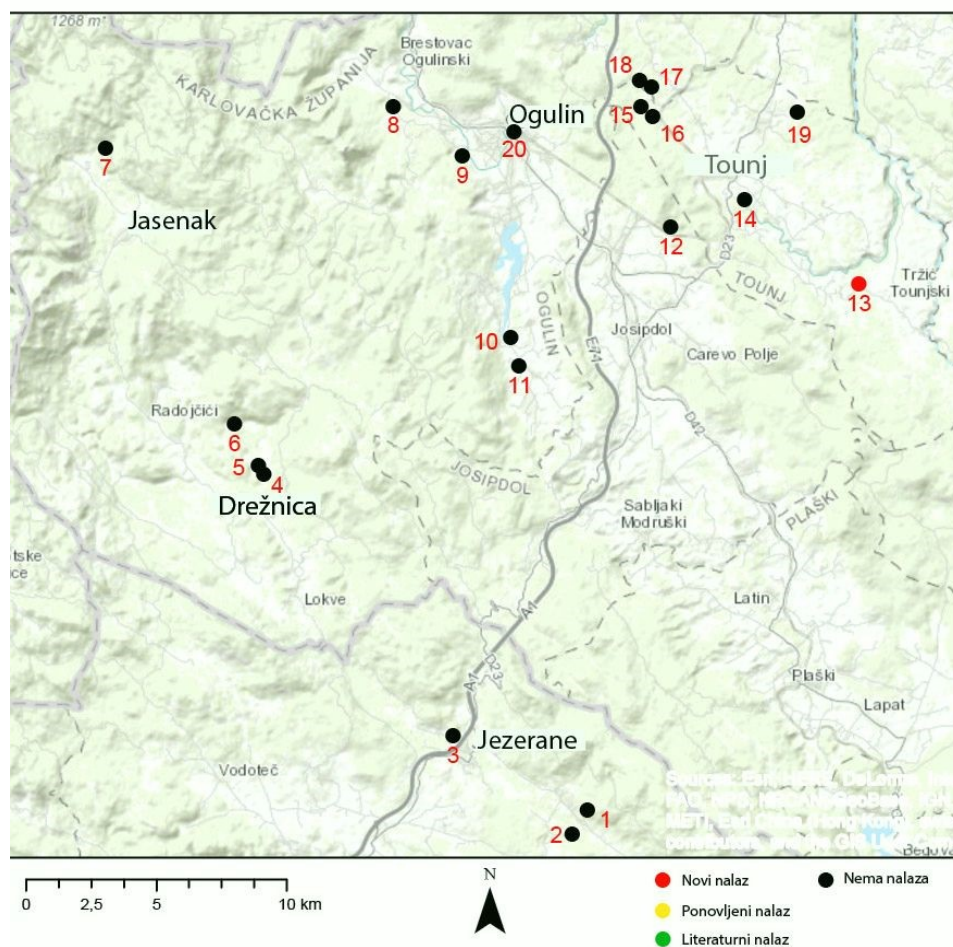 1268 m
KARLOVAČKA ŽUPANIJA
Brestovac
Ogulinski
18
17
8
Ogulin
15
16
19
20
7
9
Tounj
Jasenak
14
12
D23
TOUNJ
Tržić
Tounjski
13
OGULIN
10
Josipdol
E71
Carevo Polje
11
Radojčići
6
D42
5
4
JOSIPDOL
Drežnica
Sabljaki
Modruški
PLAŠKI
Lokve
A1
Latin
D23
A1
Plaški
Lapat
Jezerane
3
Vodoteč
1
2
0
2,5
5
10 km
N
Novi nalaz
Nema nalaza
Ponovljeni nalaz
Literaturni nalaz